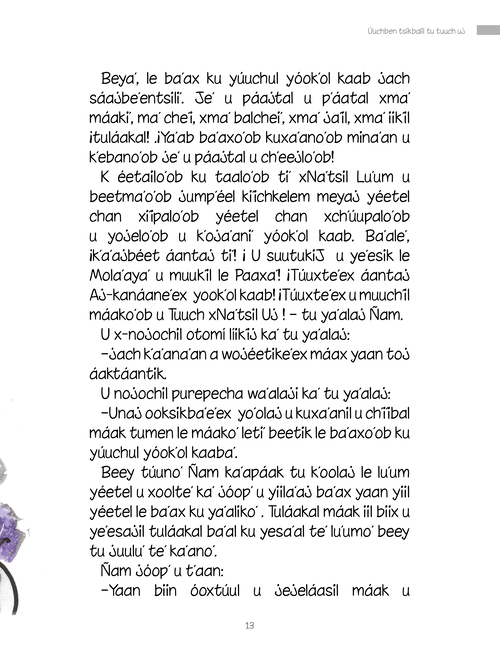 Úuchben tsikbalil tu tuuch uj
Beya', le ba'ax ku yúuchul yóok'ol kaab jach
sáajbe'entsili'. Je' u páajtal u p'áatal xma'
máaki', ma' che'i, xma' balchei', xma' ja'il, xma' iik'il
¡tuláakal! ¡Ya'ab ba'axo'ob kuxa'ano'ob mina'an u
k'ebano'ob je' u páajtal u ch'éejlo'ob!
K éetailo'ob ku taalo'ob ti' xNa'tsil Lu'um u
beetma'o'ob jump'éel kiichkelem meyaj yéetel
chan xiipalo'ob yéetel chan xch'úupalo'ob
u yojelo'ob u k'oja'ani' yóok'ol kaab. Ba'ale',
¡k'a'ajbéet áantaj ti'! ¡ U suutukiJ u ye'esik le
Mola'aya' u muuk'il le Paaxa'! ¡Túuxte'ex áantaj
Aj-kanáane'ex yook'ol kaab! ¡Túuxte'ex u muuch'il
máako'ob u Tuuch xNa'tsil Uj ! – tu ya'alaj Ñam.
U x-nojochil otomi líik'ij ka' tu ya'alaj:
–Jach k'a'ana'an a wojéetike'ex máax yaan toj
áaktáantik.
U nojochil purepecha wa'alaji ka' tu ya'alaj:
–Unaj ooksikba'e'ex yo'olaj u kuxa'anil u ch'íibal
máak tumen le máako' leti' beetik le ba'axo'ob ku
yúuchul yóok'ol kaaba'.
Beey túuno' Ñam ka'apáak tu k'oolaj le lu'um
yéetel u xoolte' ka' jóop' u yiila'aj ba'ax yaan yiil
yéetel le ba'ax ku ya'aliko' . Tuláakal máak iil biix u
ye'esajil tuláakal ba'al ku yesa'al te' lu'umo' beey
tu juulu' te' ka'ano'.
Ñam jóop' u t'aan:
–Yaan biin óoxtúul u jejeláasil máak u
13